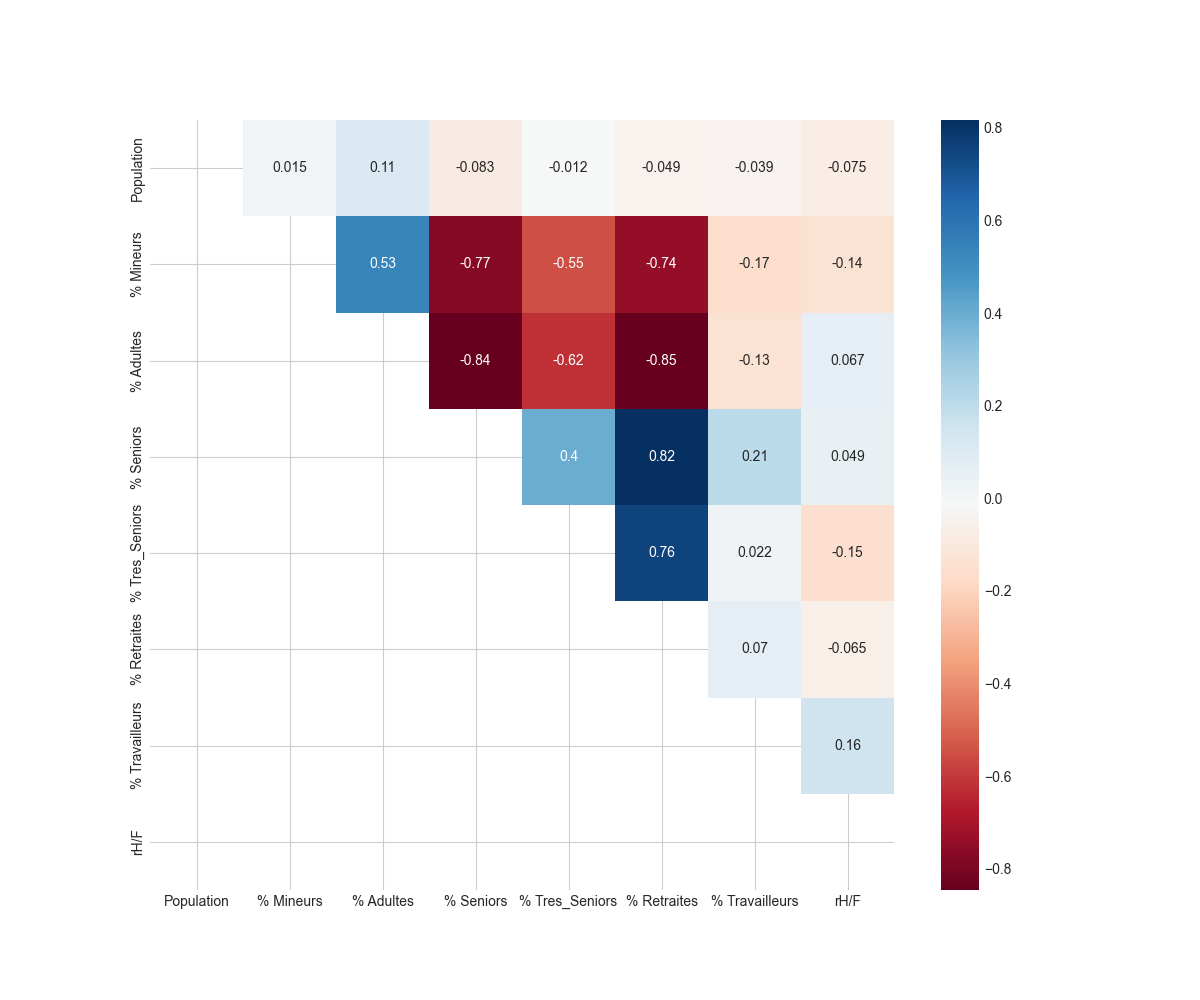 Population
0.015 0.11 -0.083 -0.012 -0.049 -0.039 -0.075
% Mineurs
0.53 -0.77 -0.55 -0.74 -0.17 -0.14
% Adultes
-0.84 -0.62 -0.85 -0.13 0.067
% Seniors
0.4 0.82 0.21 0.049
% Tres_Seniors
0.76 0.022 -0.15
% Retraites
0.07 -0.065
% Travailleurs
0.16
rH/F
Population % Mineurs % Adultes % Seniors % Tres_Seniors % Retraites % Travailleurs rH/F
0.8
0.6
0.4
0.2
0.0
−0.2
−0.4
−0.6
−0.8